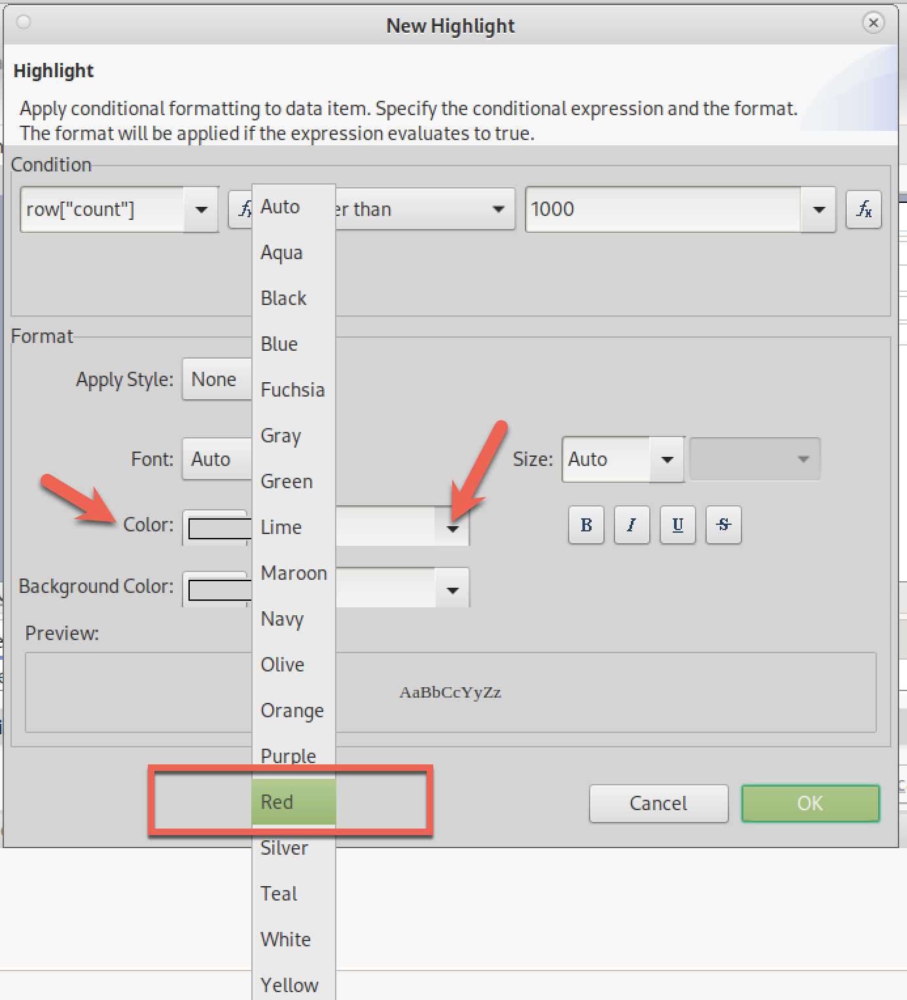 New Highlight
Highlight
Apply conditional formatting to data item. Specify the conditional expression and the format.
The format will be applied if the expression evaluates to true.
Condition
row["count"]
er than
1000
Format
Apply Style: None
Font: Auto
Size: Auto
Color:
B I U S
Background Color:
Preview:
AaBbCcYyZz
Auto
Aqua
Black
Blue
Fuchsia
Gray
Green
Lime
Maroon
Navy
Olive
Orange
Purple
Red
Silver
Teal
White
Yellow
Cancel
OK